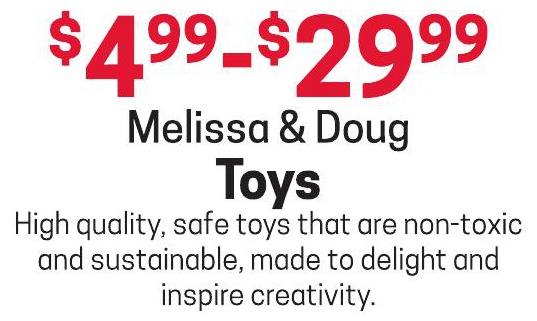 $4.99-$29.99
Melissa & Doug
Toys
High quality, safe toys that are non-toxic
and sustainable, made to delight and
inspire creativity.